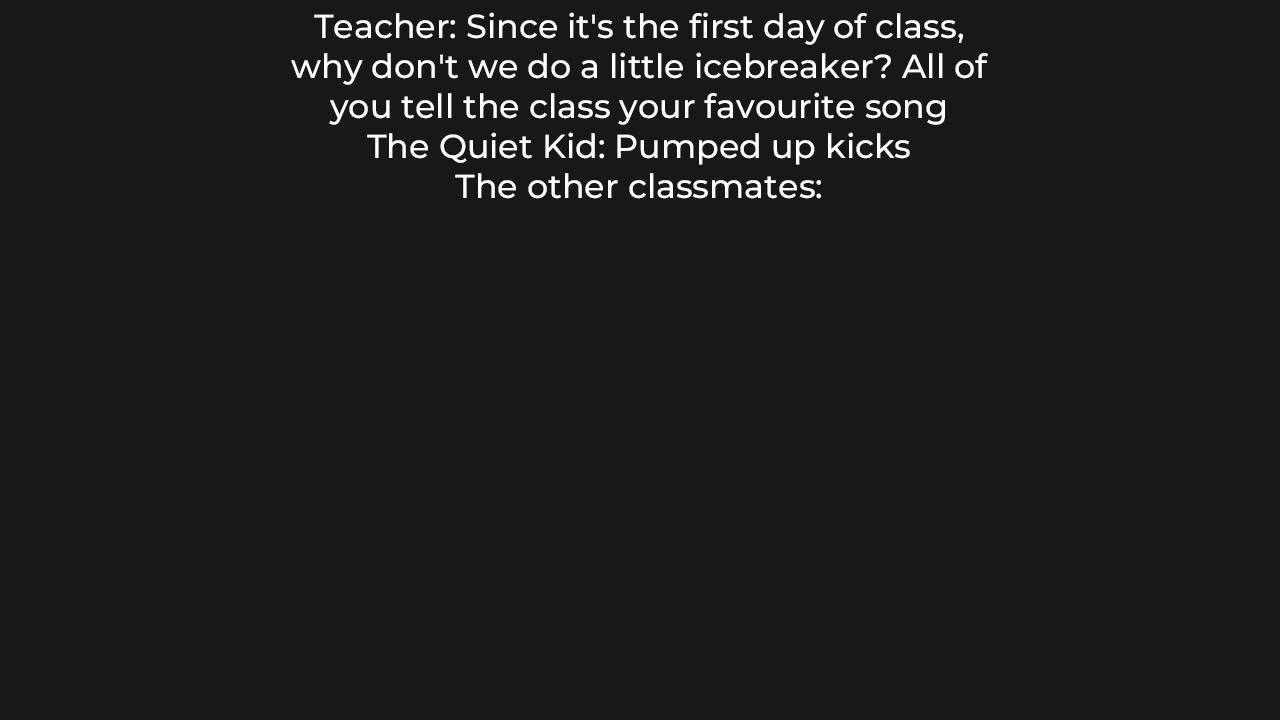 Teacher: Since it's the first day of class,
why don't we do a little icebreaker? All of
you tell the class your favourite song
The Quiet Kid: Pumped up kicks
The other classmates: